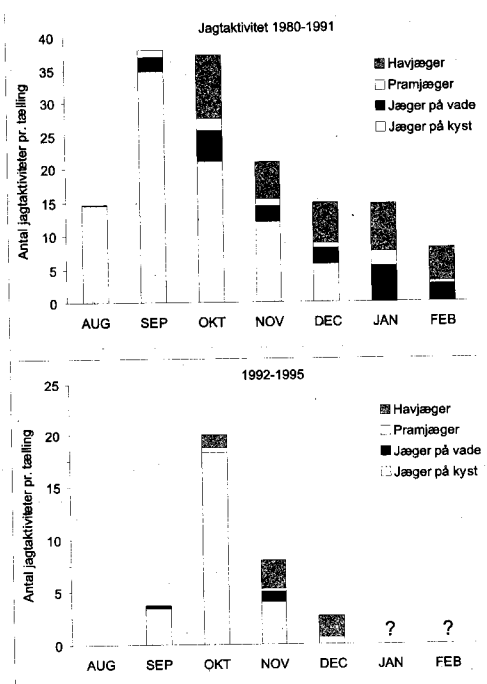 Jagtaktivitet 1980-1991
Antal jagtaktiviteter pr. tælling
40
35
30
25
20
15
10
5
0
Havjæger
Pramjæger
Jæger på vade
Jæger på kyst
AUG SEP OKT NOV DEC JAN FEB
1992-1995
Antal jagtaktiviteter pr. tælling
25
20
15
10
5
0
Havjæger
Pramjæger
Jæger på vade
Jæger på kyst
? ?
AUG SEP OKT NOV DEC JAN FEB